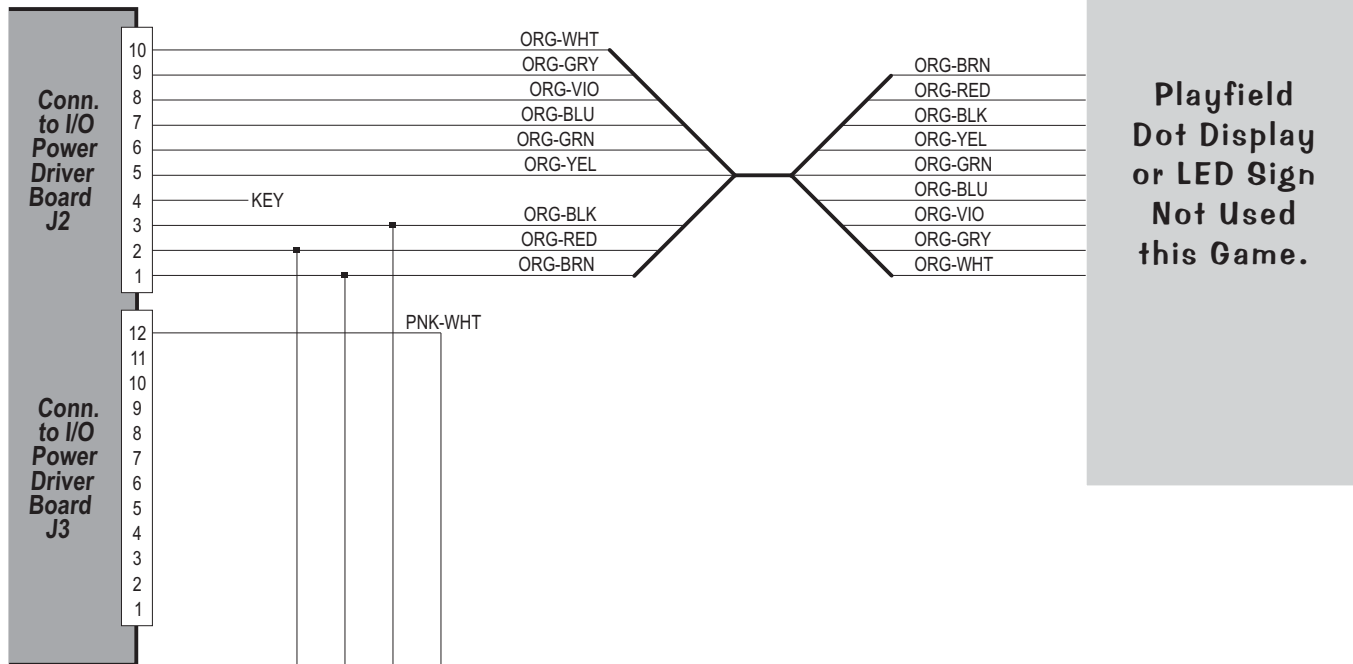 Conn.
to I/O
Power
Driver
Board
J2
10
9
8
7
6
5
4
3
2
1
ORG-WHT
ORG-GRY
ORG-VIO
ORG-BLU
ORG-GRN
ORG-YEL
KEY
ORG-BLK
ORG-RED
ORG-BRN
ORG-BRN
ORG-RED
ORG-BLK
ORG-YEL
ORG-GRN
ORG-BLU
ORG-VIO
ORG-GRY
ORG-WHT
Playfield
Dot Display
or LED Sign
Not Used
this Game.
Conn.
to I/O
Power
Driver
Board
J3
12
11
10
9
8
7
6
5
4
3
2
1
PNK-WHT